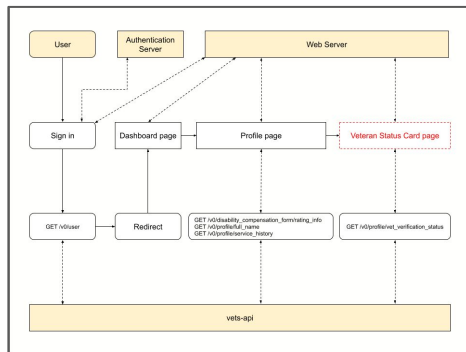 User
Authentication
Server
Web Server
Sign in
Dashboard page
Profile page
Veteran Status Card page
GET /v0/user
Redirect
GET /v0/disability_compensation_form/rating_info
GET /v0/profile/full_name
GET /v0/profile/service_history
GET /v0/profile/vet_verification_status
vets-api